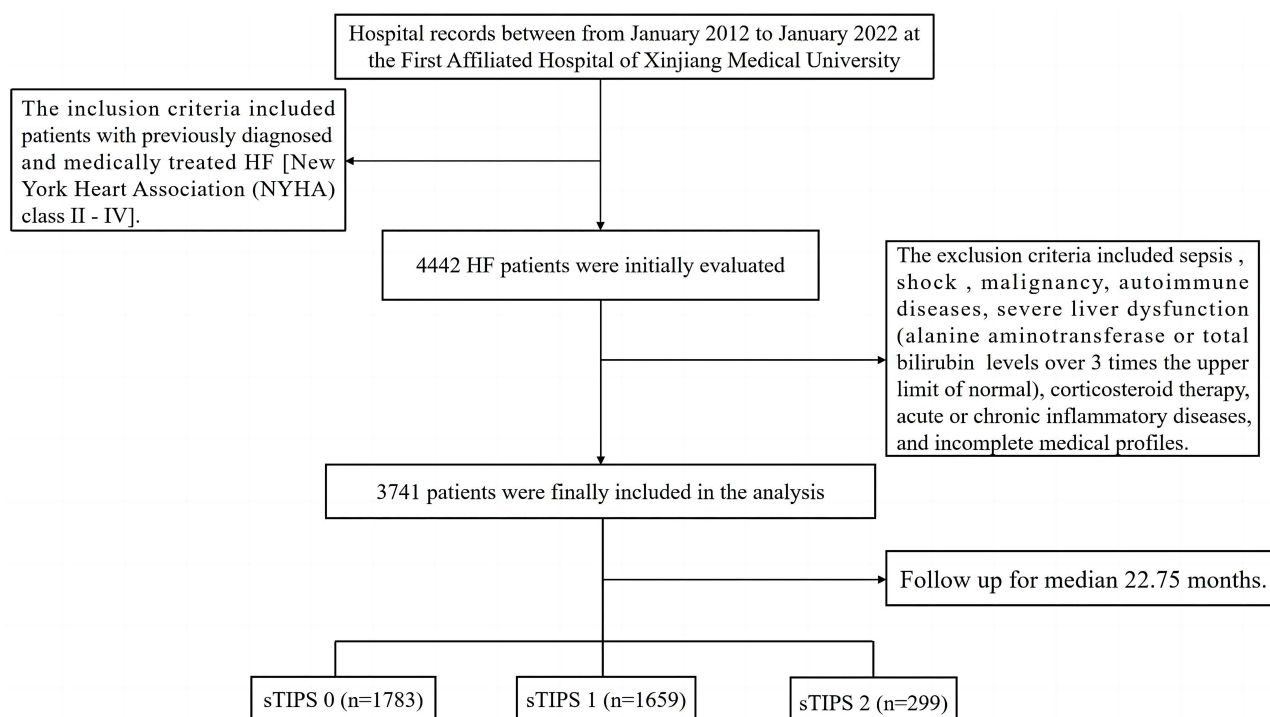 Hospital records between from January 2012 to January 2022 at
the First Affiliated Hospital of Xinjiang Medical University
The inclusion criteria included
patients with previously diagnosed
and medically treated HF [New
York Heart Association (NYHA)
class II - IV].
4442 HF patients were initially evaluated
The exclusion criteria included sepsis ,
shock , malignancy, autoimmune
diseases, severe liver dysfunction
(alanine aminotransferase or total
bilirubin levels over 3 times the upper
limit of normal), corticosteroid therapy,
acute or chronic inflammatory diseases,
and incomplete medical profiles.
3741 patients were finally included in the analysis
Follow up for median 22.75 months.
sTIPS 0 (n=1783)
sTIPS 1 (n=1659)
sTIPS 2 (n=299)